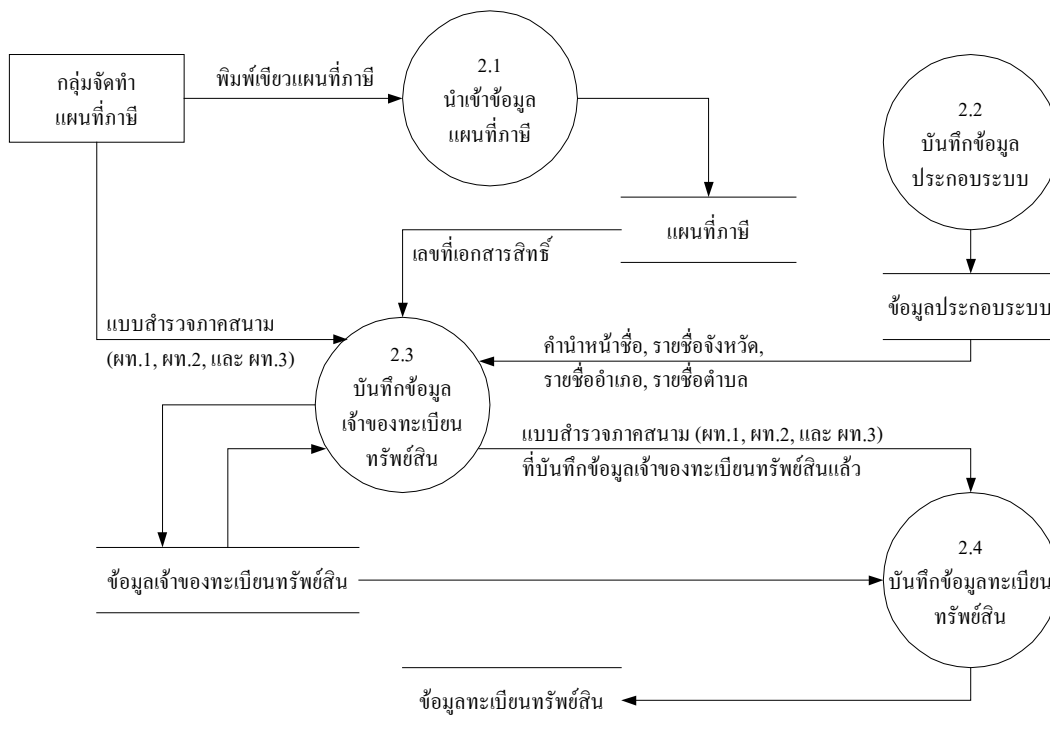 กลุ่มจัดทำ
แผนที่ภาษี
พิมพ์เขียวแผนที่ภาษี
2.1
นำเข้าข้อมูล
แผนที่ภาษี
2.2
บันทึกข้อมูล
ประกอบระบบ
แผนที่ภาษี
เลขที่เอกสารสิทธิ์
ข้อมูลประกอบระบบ
แบบสำรวจภาคสนาม
(ผท.1, ผท.2, และ ผท.3)
2.3
บันทึกข้อมูล
เจ้าของทะเบียน
ทรัพย์สิน
คำนำหน้าชื่อ, รายชื่อจังหวัด,
รายชื่ออำเภอ, รายชื่อตำบล
แบบสำรวจภาคสนาม (ผท.1, ผท.2, และ ผท.3)
ที่บันทึกข้อมูลเจ้าของทะเบียนทรัพย์สินแล้ว
ข้อมูลเจ้าของทะเบียนทรัพย์สิน
2.4
บันทึกข้อมูลทะเบียน
ทรัพย์สิน
ข้อมูลทะเบียนทรัพย์สิน